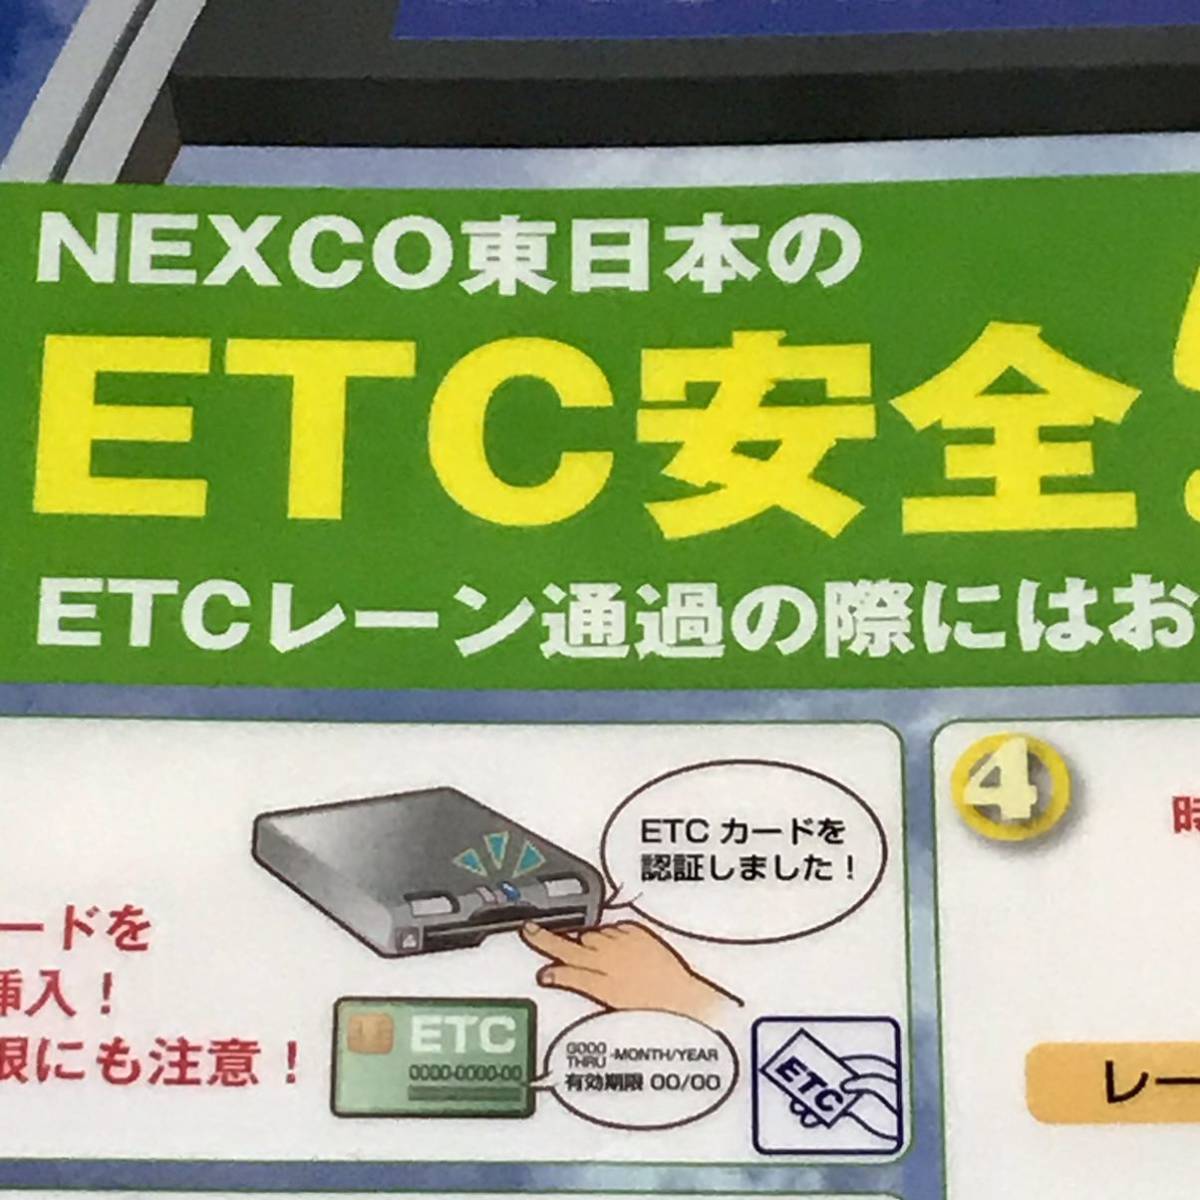 NEXCO東日本の
ETC安全
ETCレーン通過の際にはお
ETC カードを
認証しました！
ードを
挿入！
限にも注意！
ETC
0000-0000-00
GOOD THRU -MONTH/YEAR
有効期限 00/00
ETC
4
時
レー